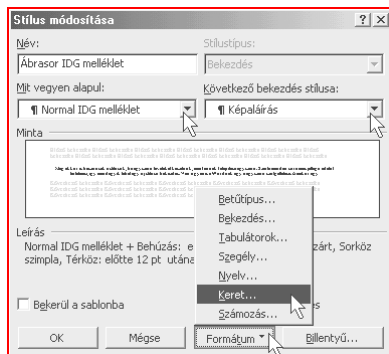 Stílus módosítása
Név:
Stílustípus:
Ábrasor IDG melléklet
Bekezdés
Mit vegyen alapul:
Következő bekezdés stílusa:
¶ Normal IDG melléklet
¶ Képaláírás
Minta
Leírás
Normal IDG melléklet + Behúzás: e zárt, Sorköz
szimpla, Térköz: előtte 12 pt utána
Betűtípus...
Bekezdés...
Tabulátorok...
Szegély...
Nyelv...
Keret...
Számozás...
Bekerül a sablonba
OK
Mégse
Formátum
Billentyű...